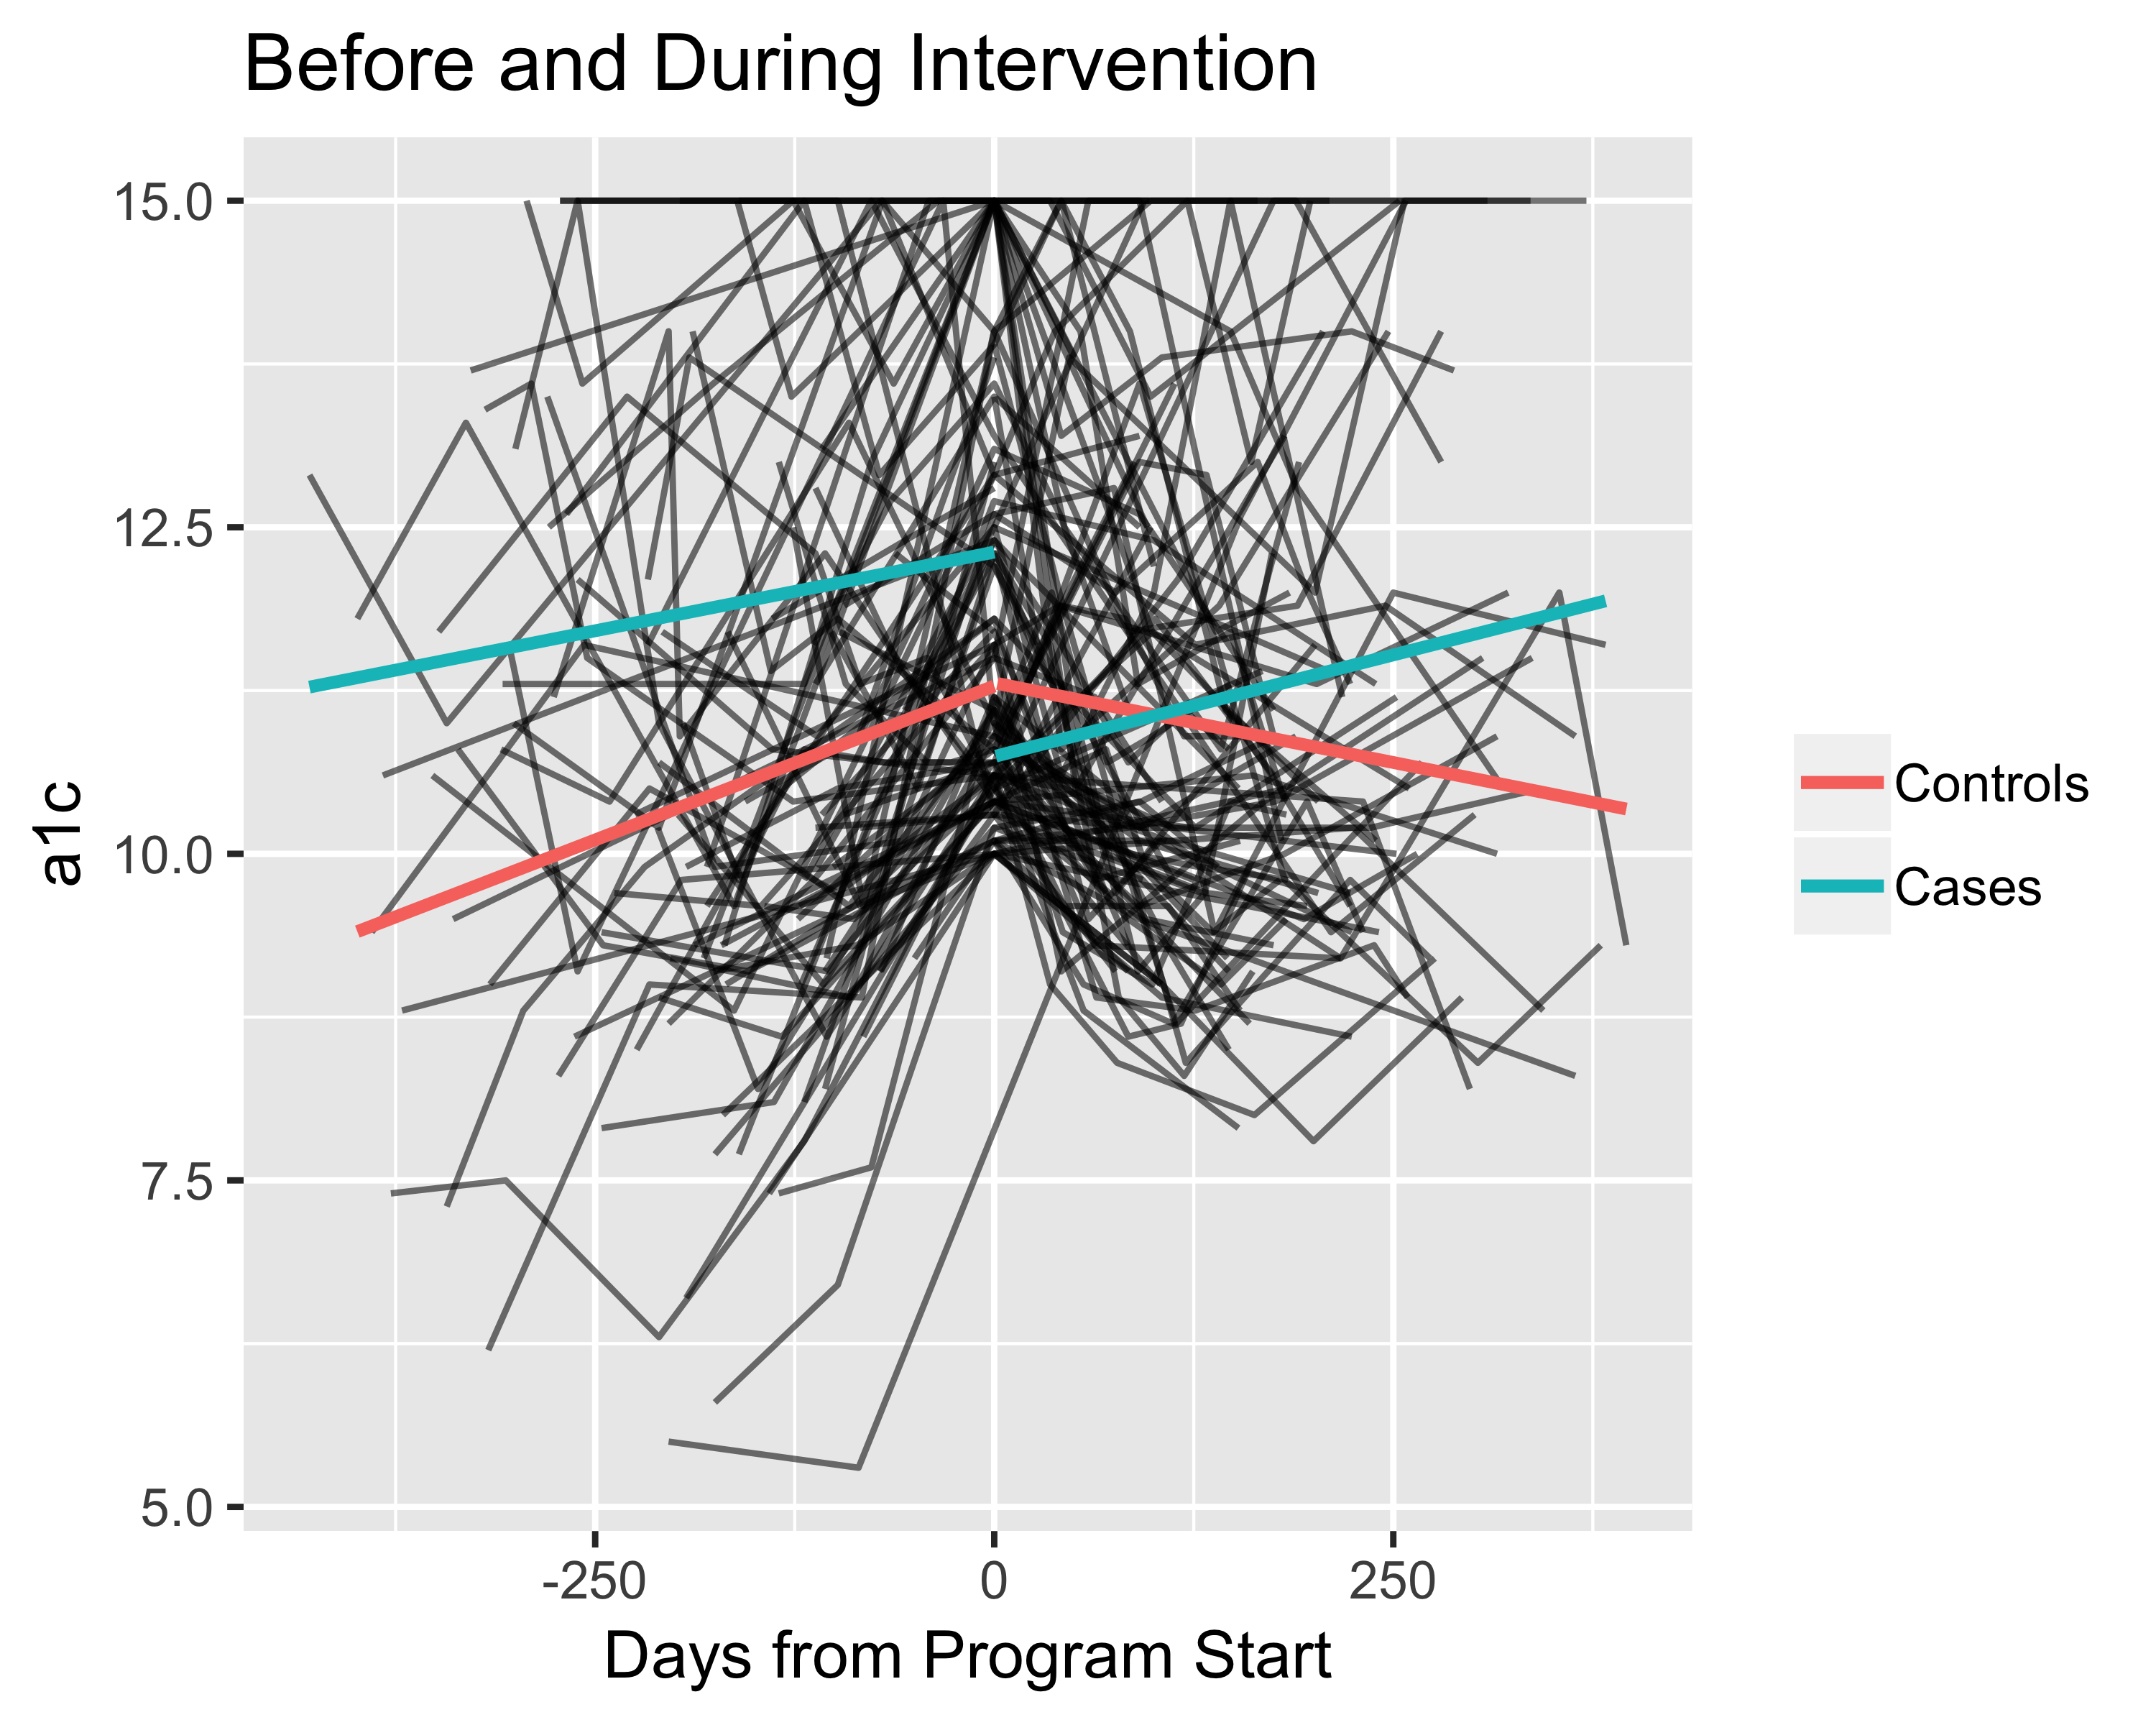 Before and During Intervention
15.0
12.5
10.0
7.5
5.0
a1c
-250
0
250
Days from Program Start
Controls
Cases